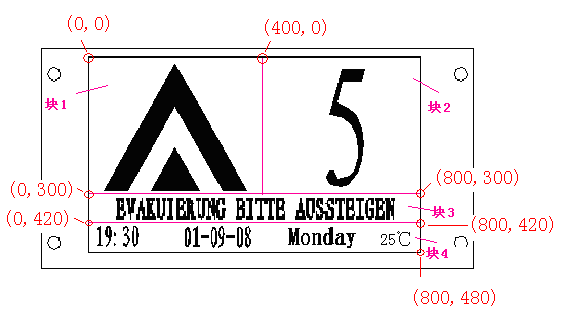 (0,0)
(400,0)
块1
5
块2
(0,300)
(800,300)
EVAKUIERUNG BITTE AUSSTEIGEN
块3
(0,420)
(800,420)
19:30 01-09-08 Monday 25℃
块4
(800,480)